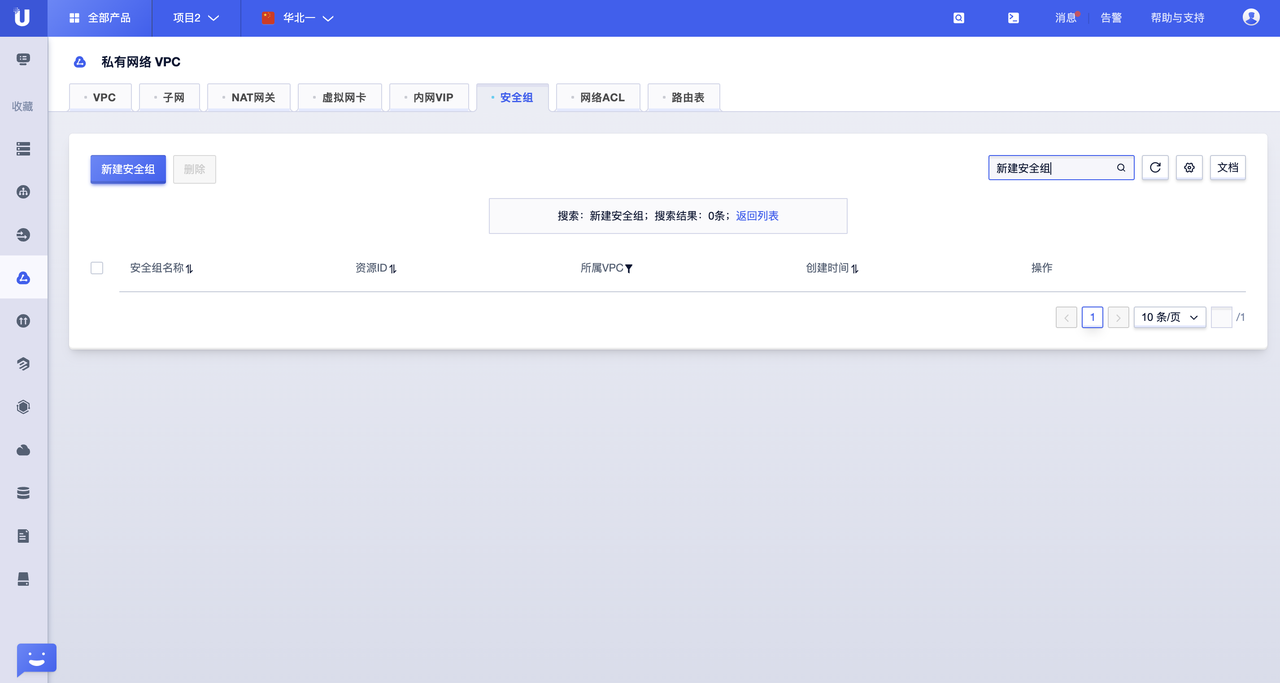 全部产品 项目2 华北一 消息 告警 帮助与支持
收藏
私有网络 VPC
VPC 子网 NAT网关 虚拟网卡 内网VIP 安全组 网络ACL 路由表
新建安全组 删除 新建安全组 文档
搜索：新建安全组；搜索结果：0条；返回列表
安全组名称 资源ID 所属VPC 创建时间 操作
1 10 条/页 /1